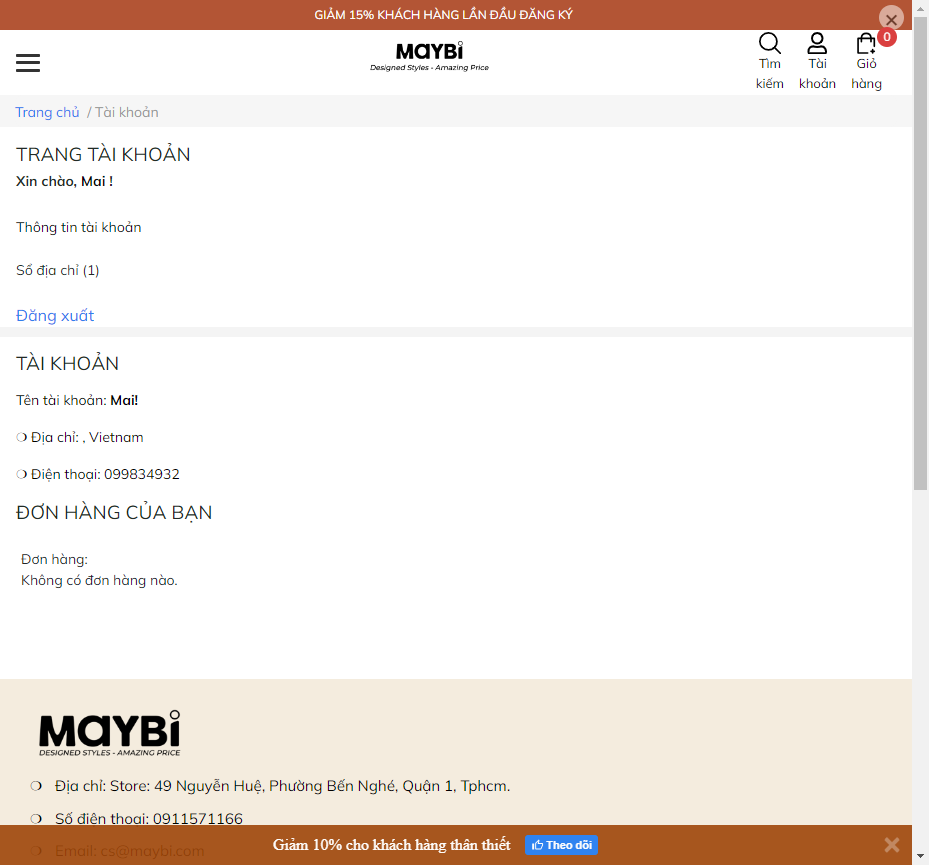 GIẢM 15% KHÁCH HÀNG LẦN ĐẦU ĐĂNG KÝ
MAYBi
Designed Styles - Amazing Price
Tìm kiếm
Tài khoản
Giỏ hàng
0
Trang chủ / Tài khoản
TRANG TÀI KHOẢN
Xin chào, Mai !
Thông tin tài khoản
Sổ địa chỉ (1)
Đăng xuất
TÀI KHOẢN
Tên tài khoản: Mai!
Địa chỉ: , Vietnam
Điện thoại: 099834932
ĐƠN HÀNG CỦA BẠN
Đơn hàng:
Không có đơn hàng nào.
MAYBi
DESIGNED STYLES - AMAZING PRICE
Địa chỉ: Store: 49 Nguyễn Huệ, Phường Bến Nghé, Quận 1, Tphcm.
Số điện thoại: 0911571166
Email: cs@maybi.com
Giảm 10% cho khách hàng thân thiết
Theo dõi